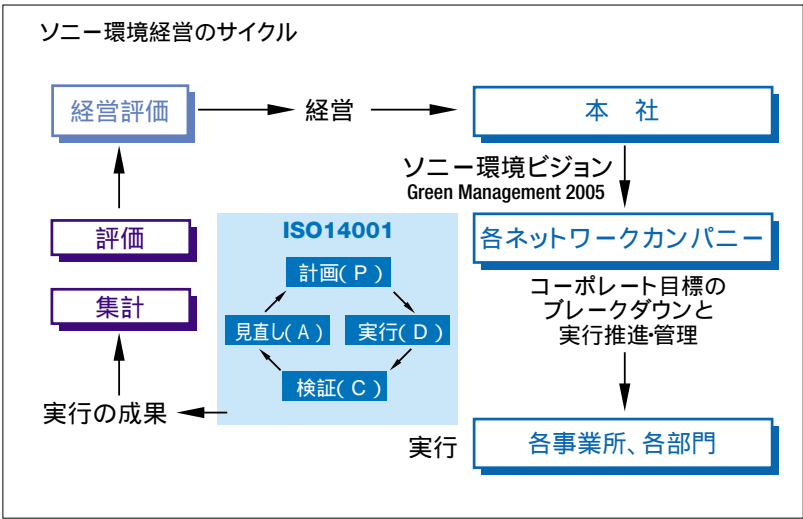 ソニー環境経営のサイクル
経営評価
経営
本 社
ソニー環境ビジョン
Green Management 2005
評価
ISO14001
各ネットワークカンパニー
計画(P)
集計
コーポレート目標の
ブレークダウンと
実行推進・管理
見直し(A)
実行(D)
検証(C)
実行の成果
実行
各事業所、各部門